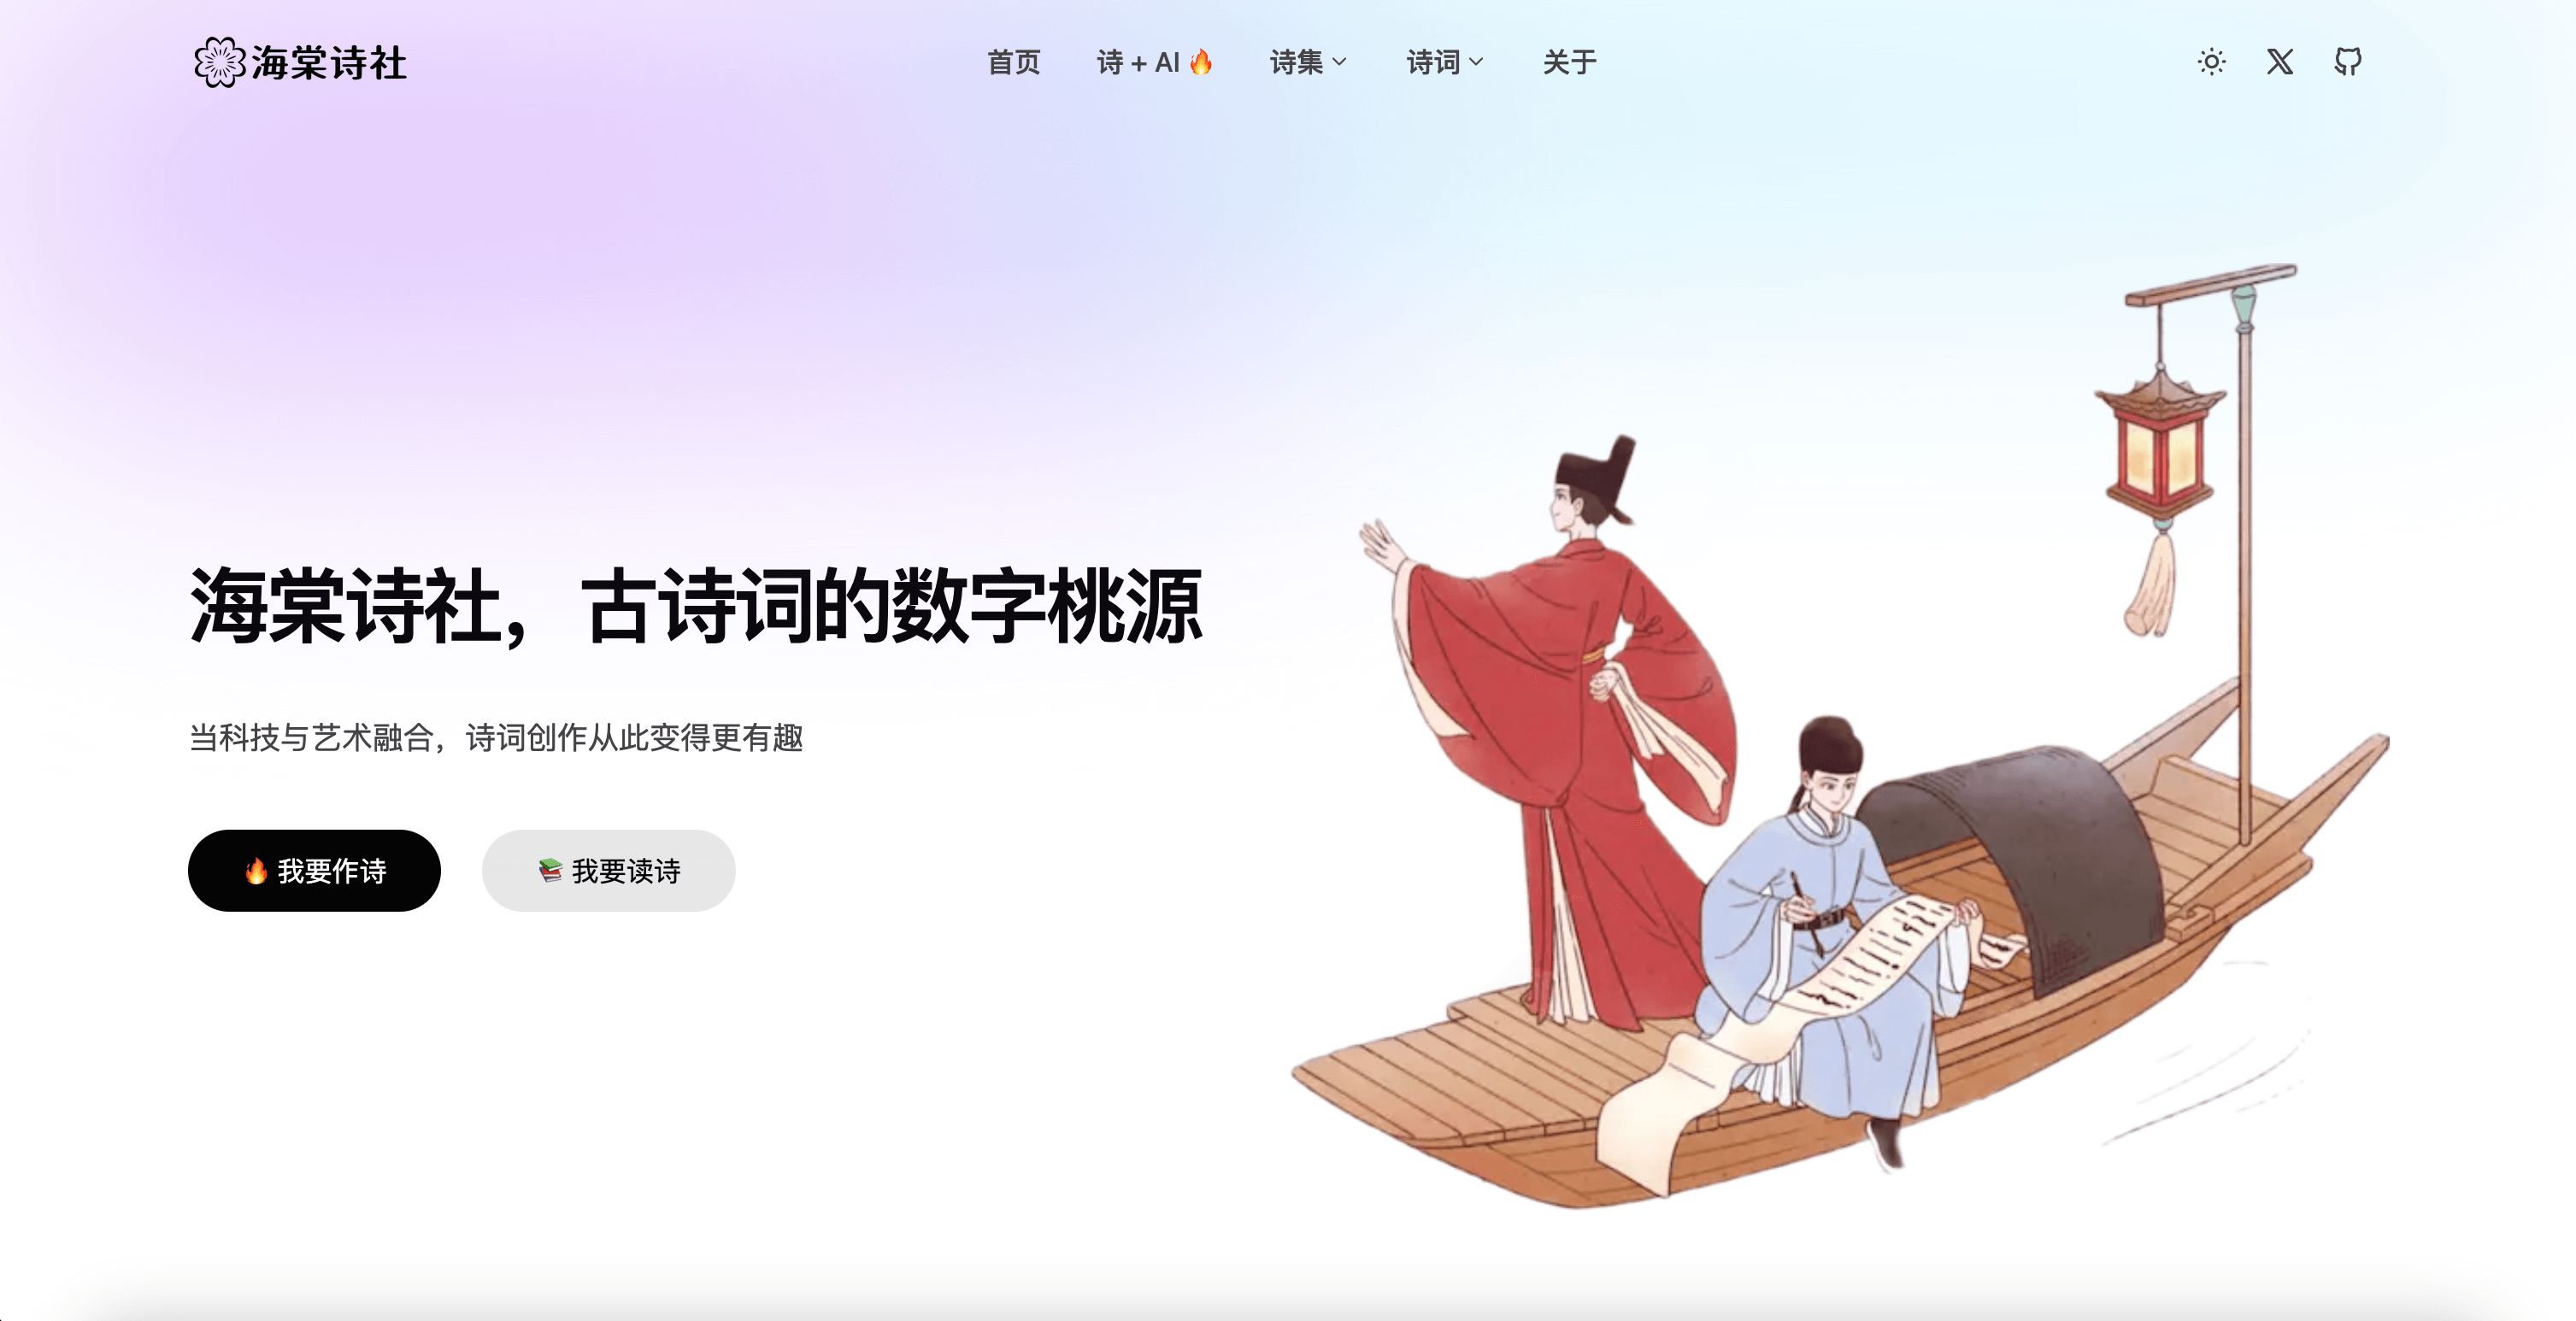 海棠诗社
首页 诗 + AI 🔥 诗集 诗词 关于
海棠诗社，古诗词的数字桃源
当科技与艺术融合，诗词创作从此变得更有趣
🔥 我要作诗 📚 我要读诗